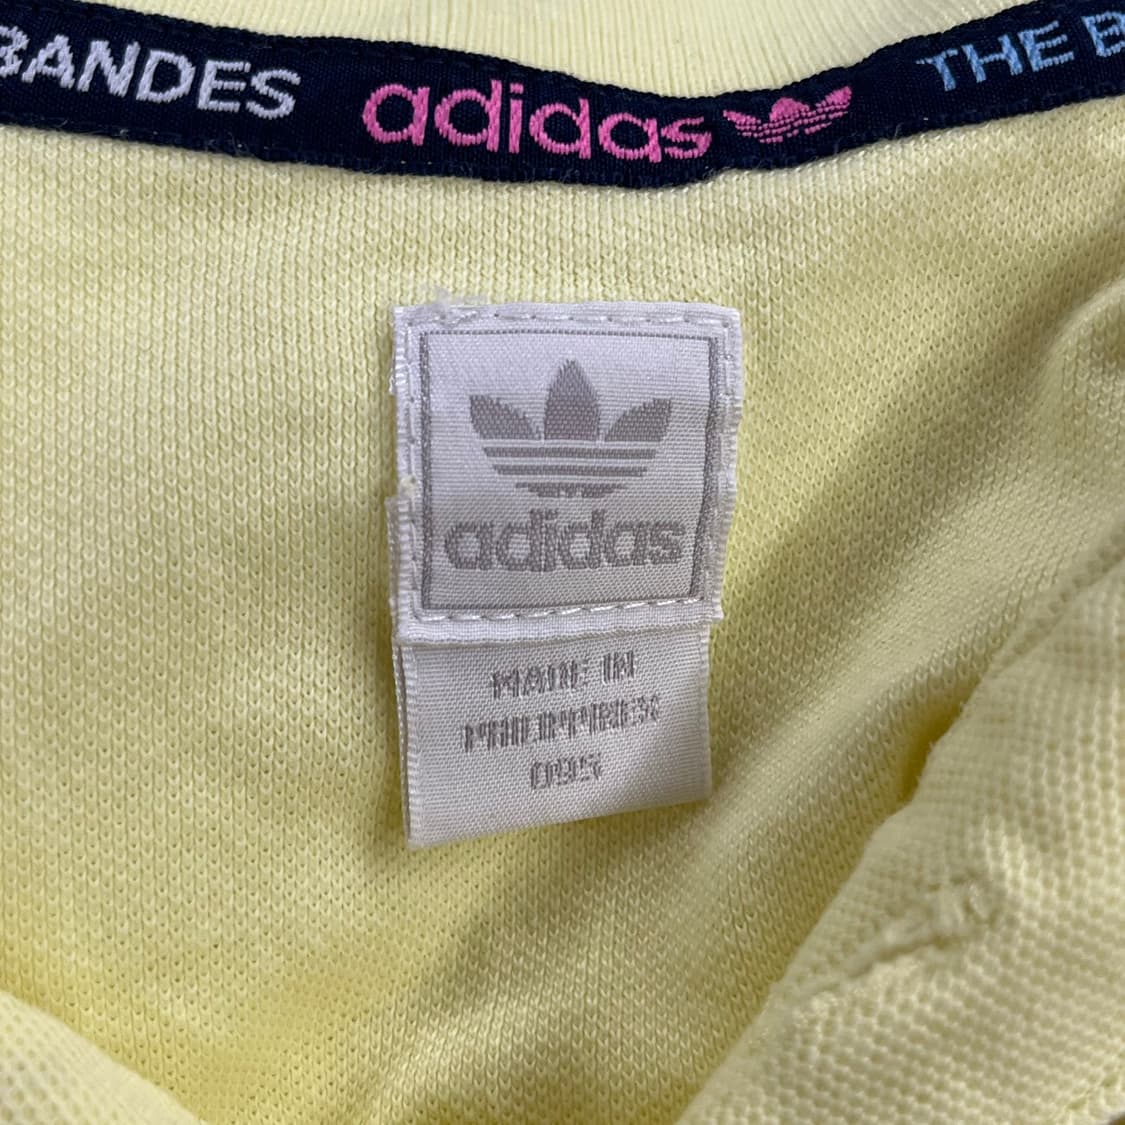 BANDES adidas THE B
adidas
MADE IN
PHILIPPINES